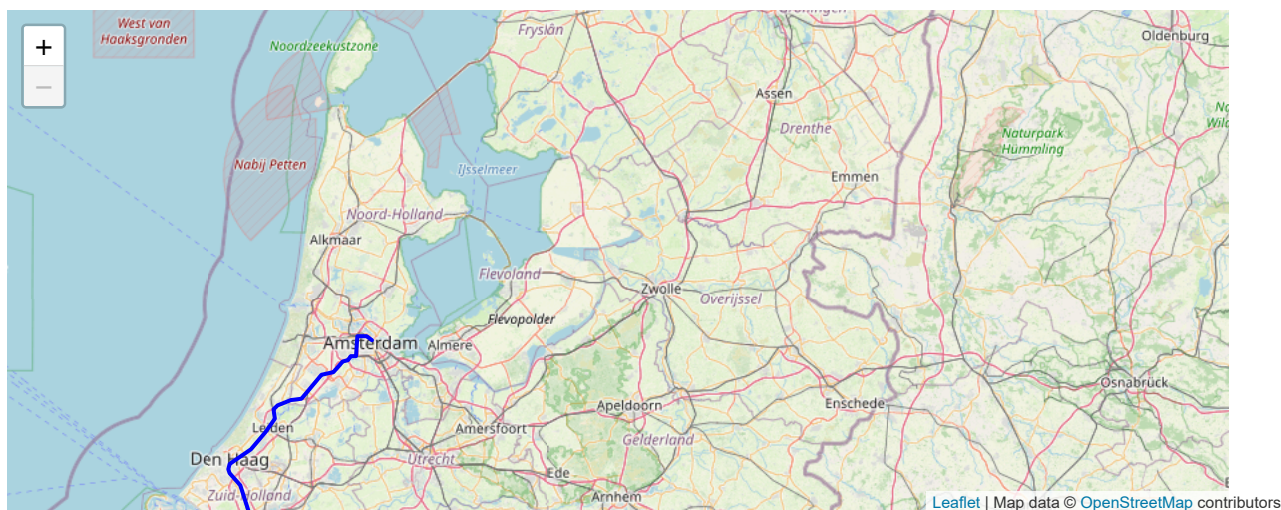 +
−
West van
Haaksgronden
Noordzeekustzone
Fryslân
Groningen
Oldenburg
Assen
Drenthe
Naturpark
Hümmling
Nabij Petten
IJsselmeer
Emmen
Noord-Holland
Alkmaar
Flevoland
Zwolle
Overijssel
Flevopolder
Amsterdam
Almere
Osnabrück
Apeldoorn
Enschede
Leiden
Amersfoort
Gelderland
Den Haag
Utrecht
Ede
Zuid-Holland
Arnhem
Leaflet | Map data © OpenStreetMap contributors